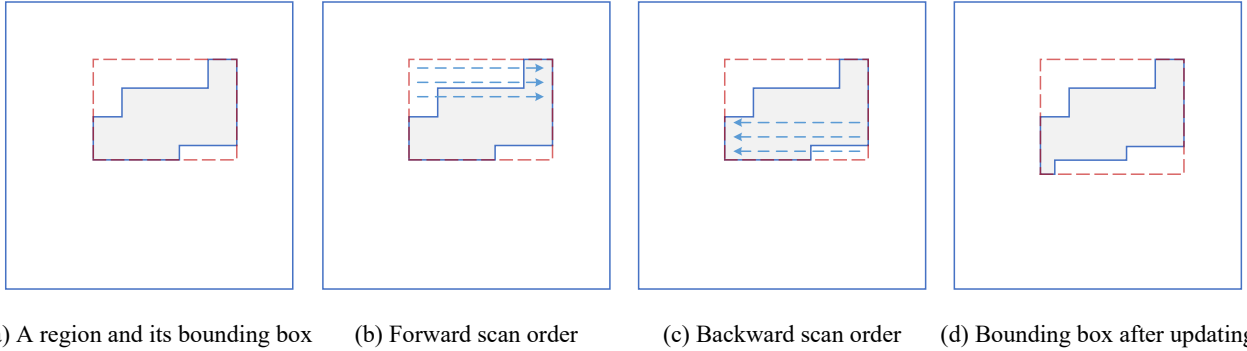 ) A region and its bounding box
(b) Forward scan order
(c) Backward scan order
(d) Bounding box after updating